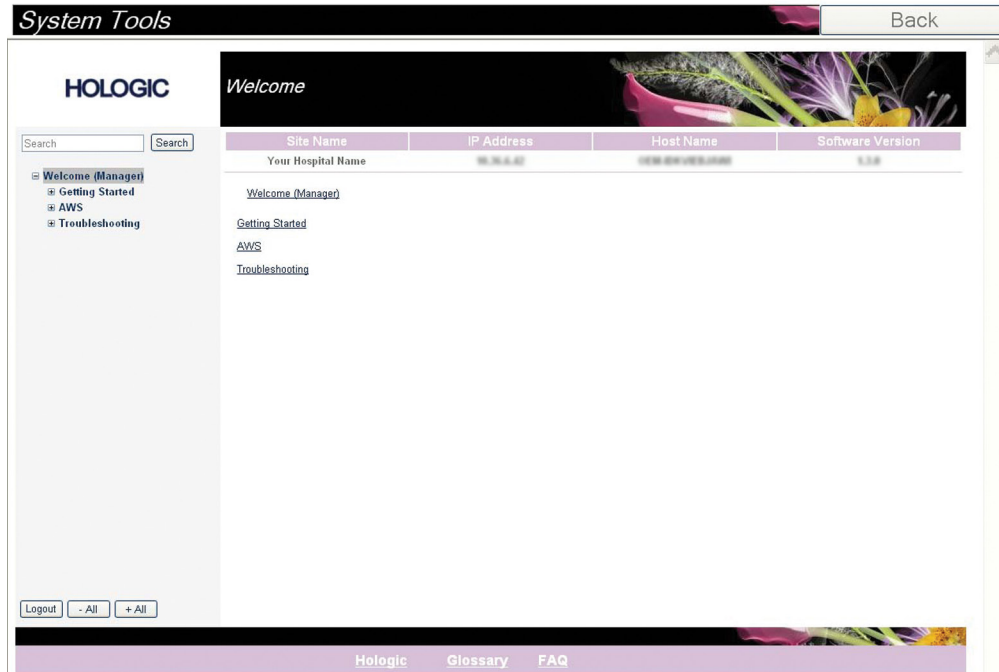 System Tools
Back
HOLOGIC
Welcome
Search Search
Site Name IP Address Host Name Software Version
Your Hospital Name
Welcome (Manager)
Getting Started
AWS
Troubleshooting
Welcome (Manager)
Getting Started
AWS
Troubleshooting
Logout - All + All
Hologic Glossary FAQ